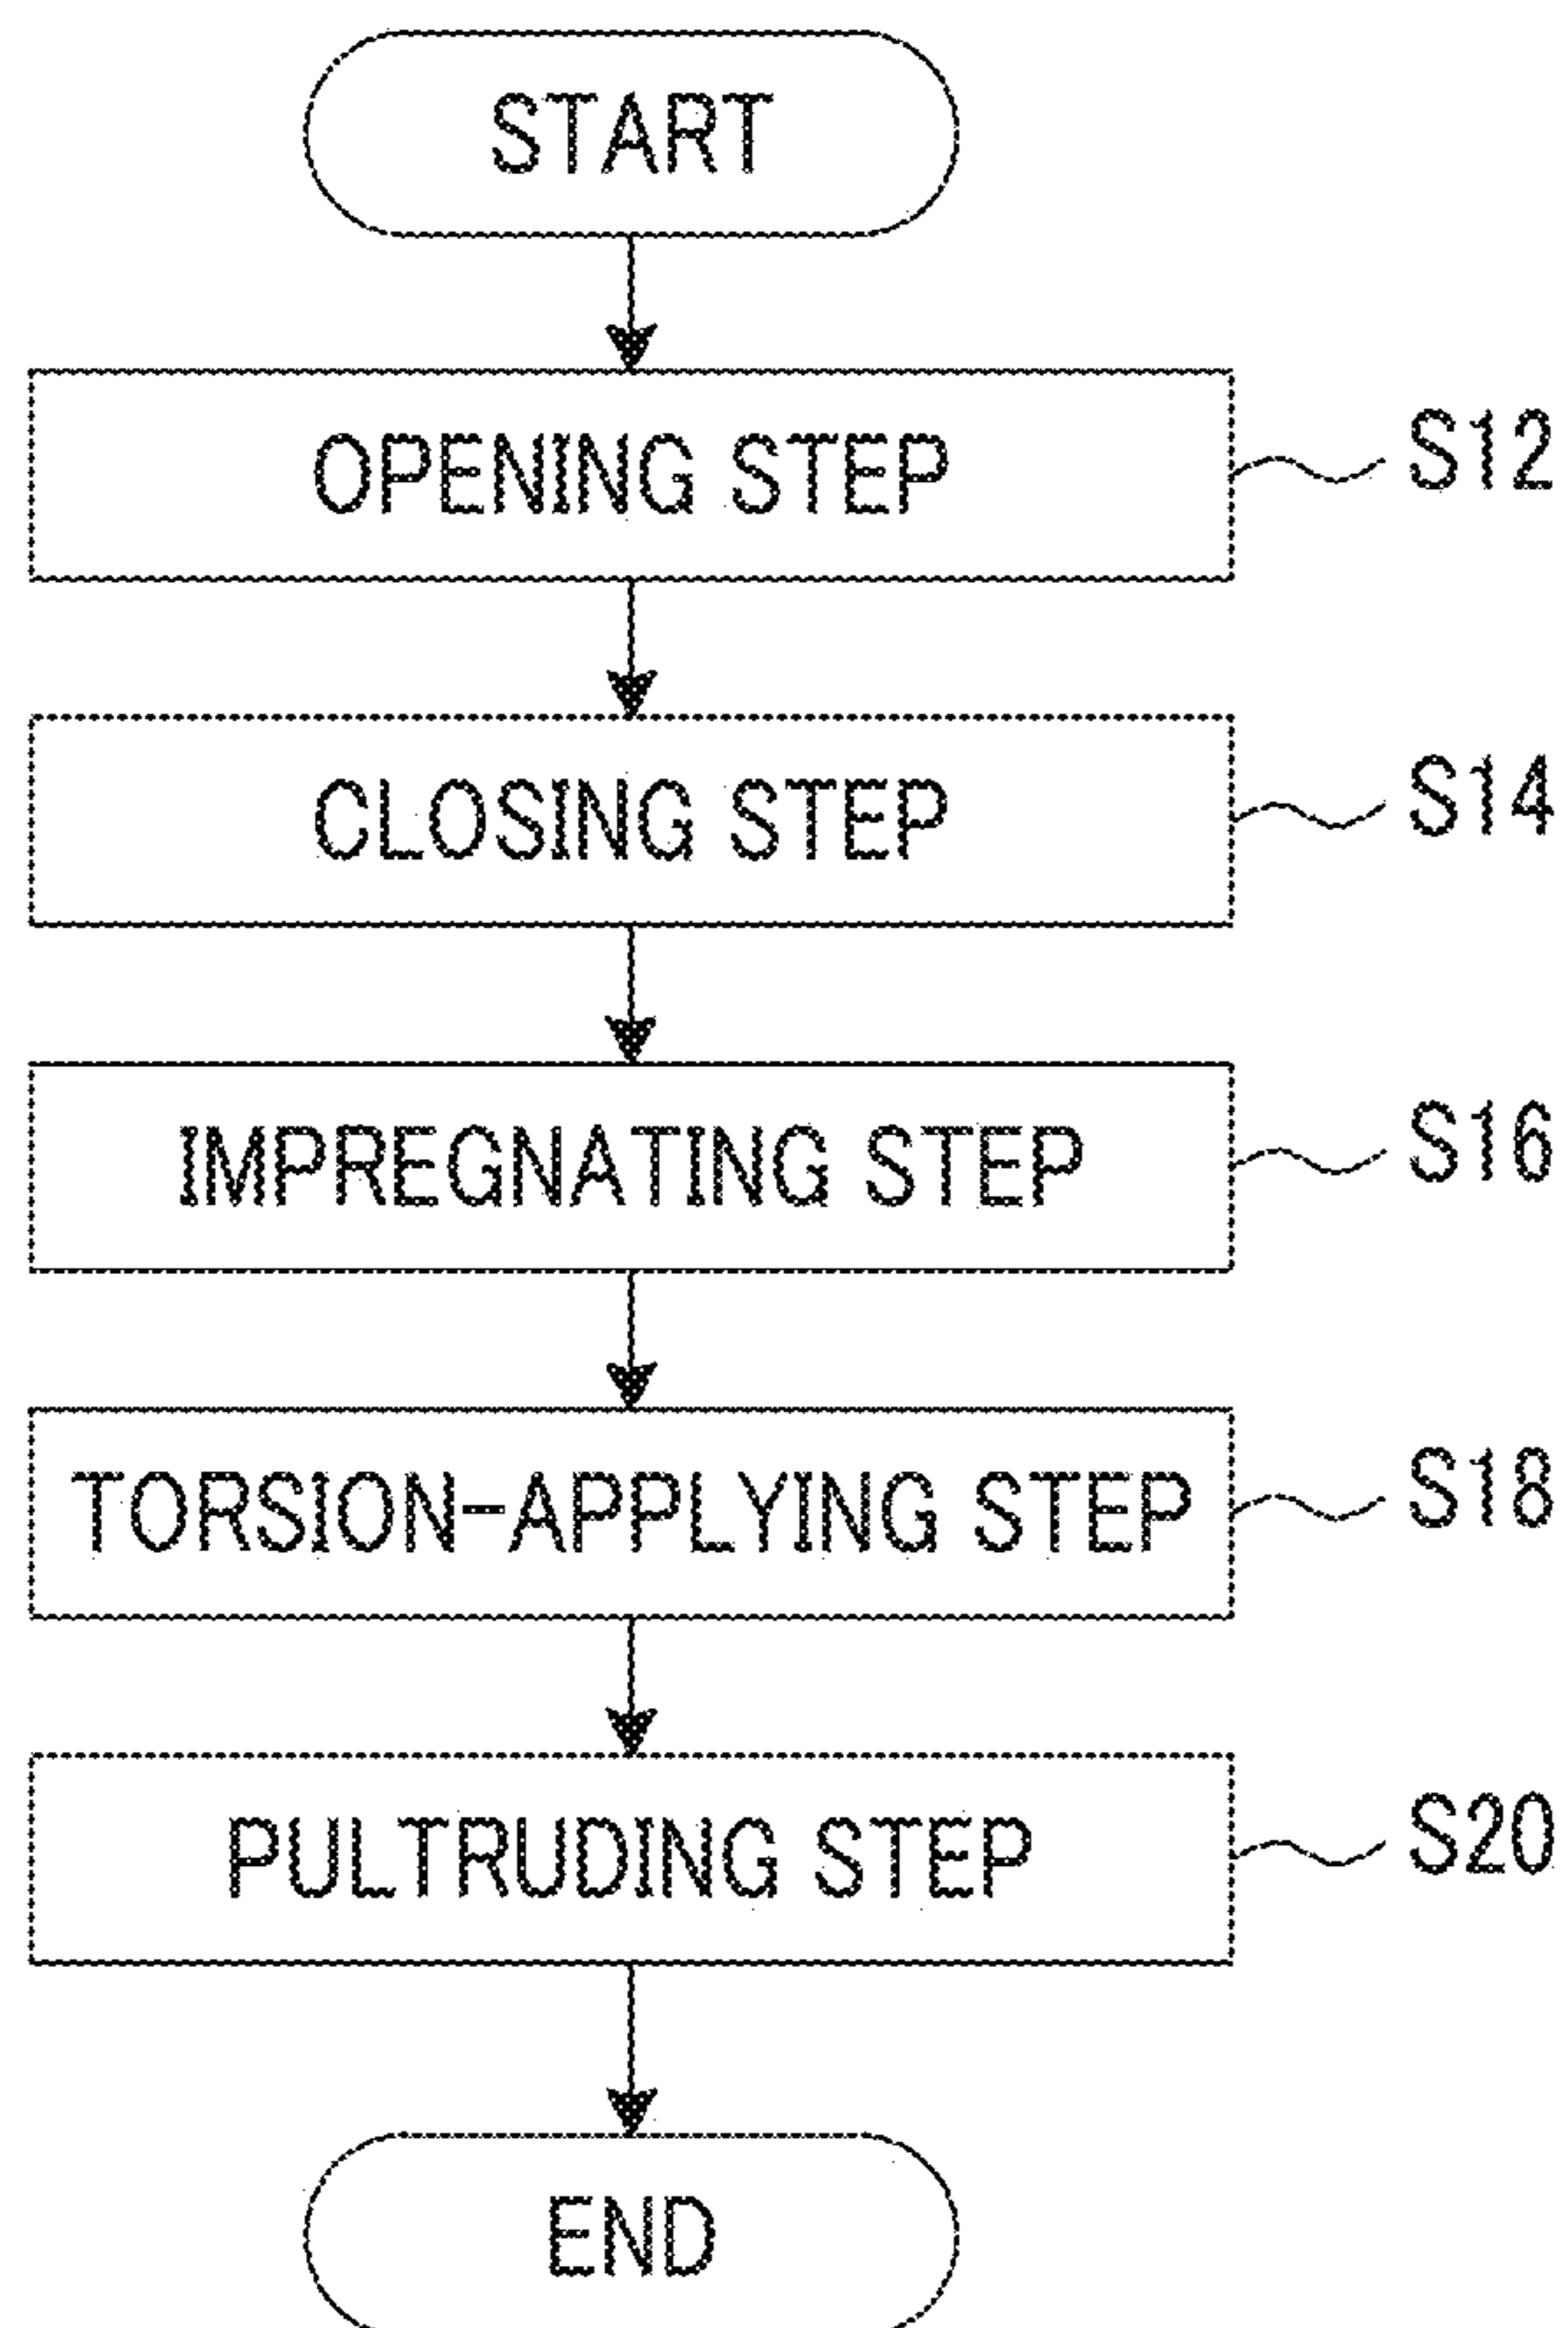 START
OPENING STEP
S12
CLOSING STEP
S14
IMPREGNATING STEP
S16
TORSION-APPLYING STEP
S18
PULTRUDING STEP
S20
END